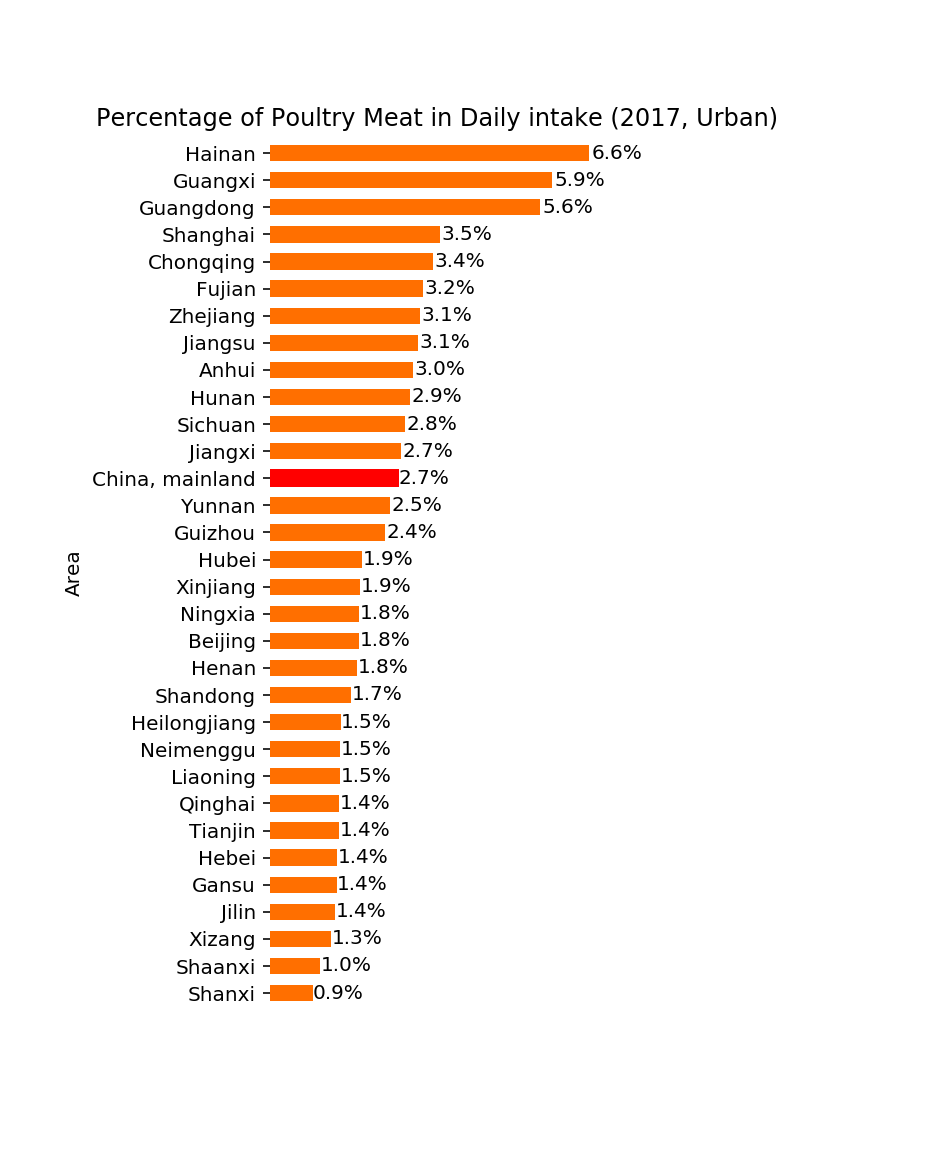 Percentage of Poultry Meat in Daily intake (2017, Urban)
Hainan 6.6%
Guangxi 5.9%
Guangdong 5.6%
Shanghai 3.5%
Chongqing 3.4%
Fujian 3.2%
Zhejiang 3.1%
Jiangsu 3.1%
Anhui 3.0%
Hunan 2.9%
Sichuan 2.8%
Jiangxi 2.7%
China, mainland 2.7%
Yunnan 2.5%
Guizhou 2.4%
Hubei 1.9%
Area
Xinjiang 1.9%
Ningxia 1.8%
Beijing 1.8%
Henan 1.8%
Shandong 1.7%
Heilongjiang 1.5%
Neimenggu 1.5%
Liaoning 1.5%
Qinghai 1.4%
Tianjin 1.4%
Hebei 1.4%
Gansu 1.4%
Jilin 1.4%
Xizang 1.3%
Shaanxi 1.0%
Shanxi 0.9%